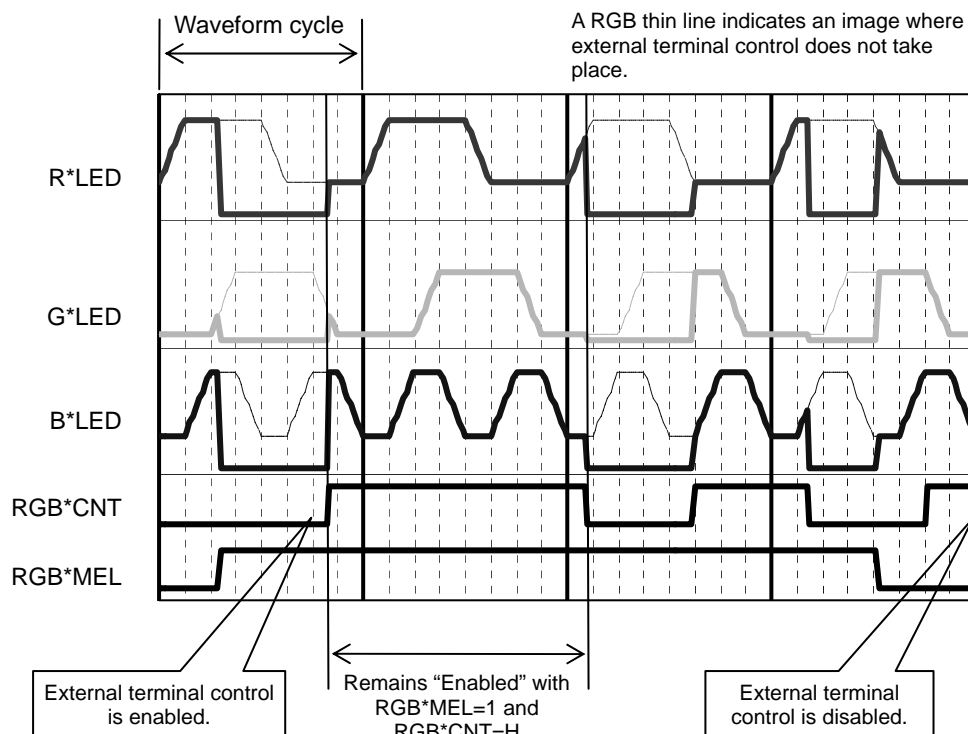 Waveform cycle
A RGB thin line indicates an image where
external terminal control does not take
place.
R*LED
G*LED
B*LED
RGB*CNT
RGB*MEL
External terminal control
is enabled.
Remains “Enabled” with
RGB*MEL=1 and
RGB*CNT=H
External terminal
control is disabled.